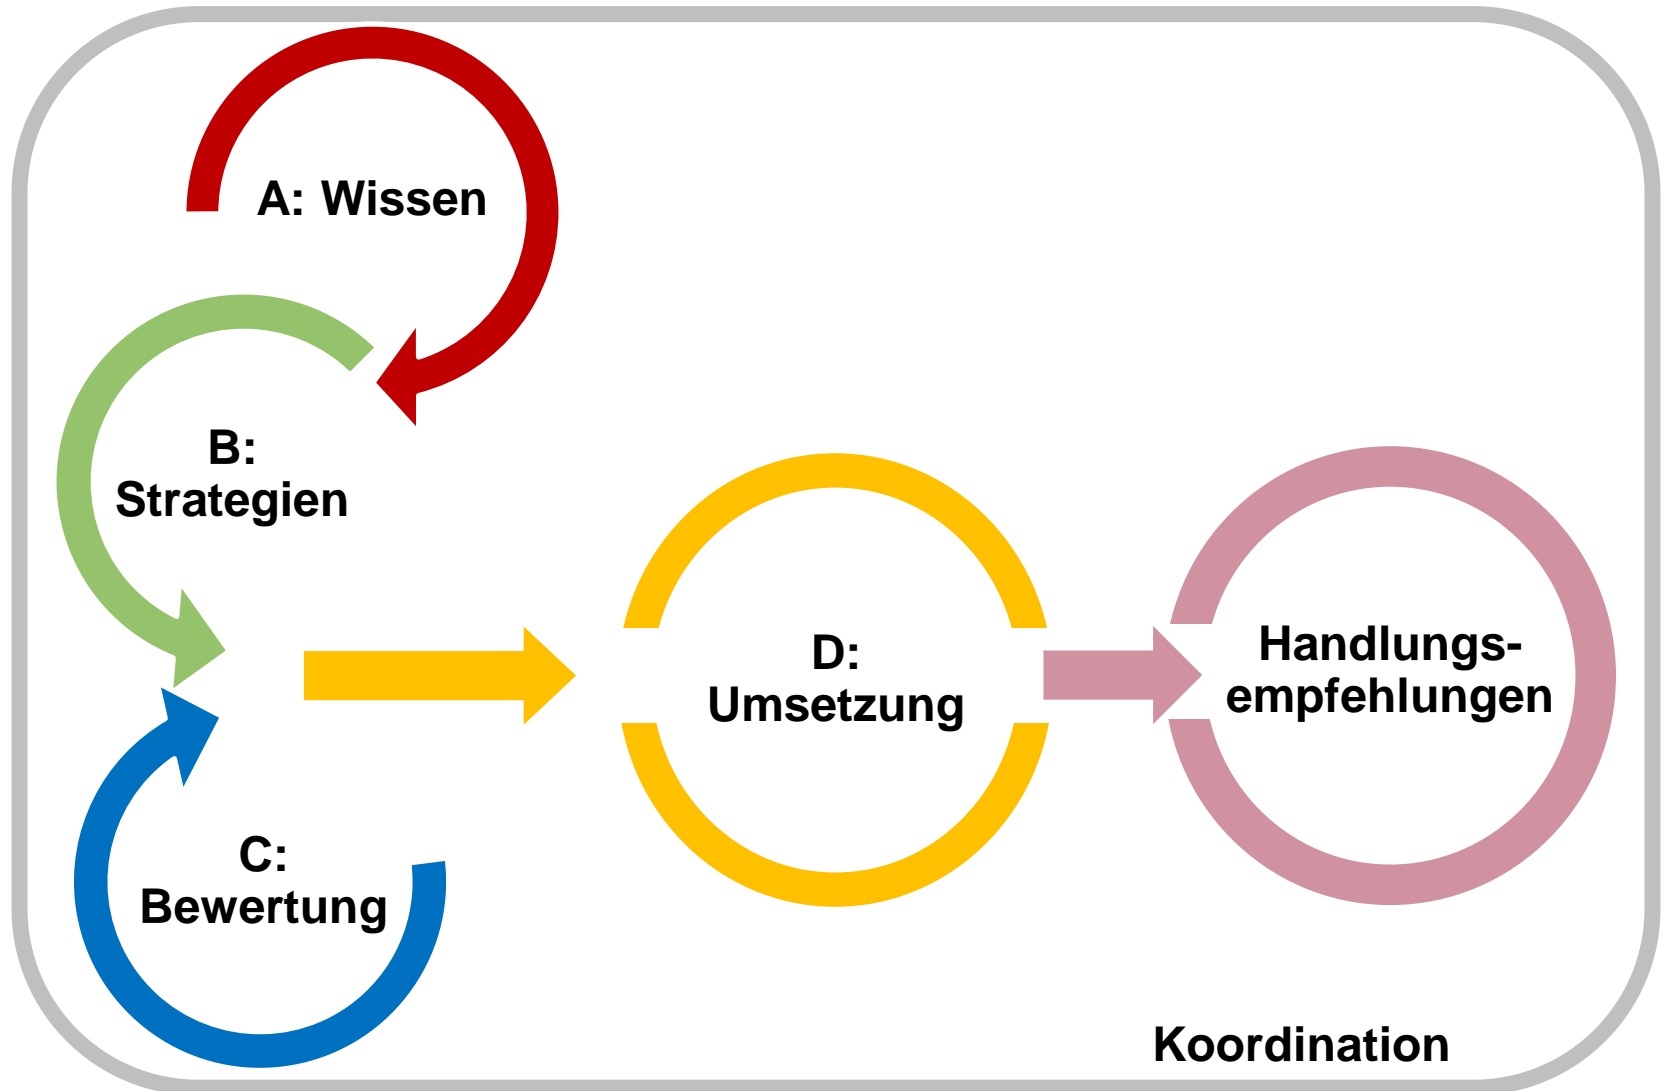 A: Wissen
B:
Strategien
C:
Bewertung
D:
Umsetzung
Handlungs-
empfehlungen
Koordination